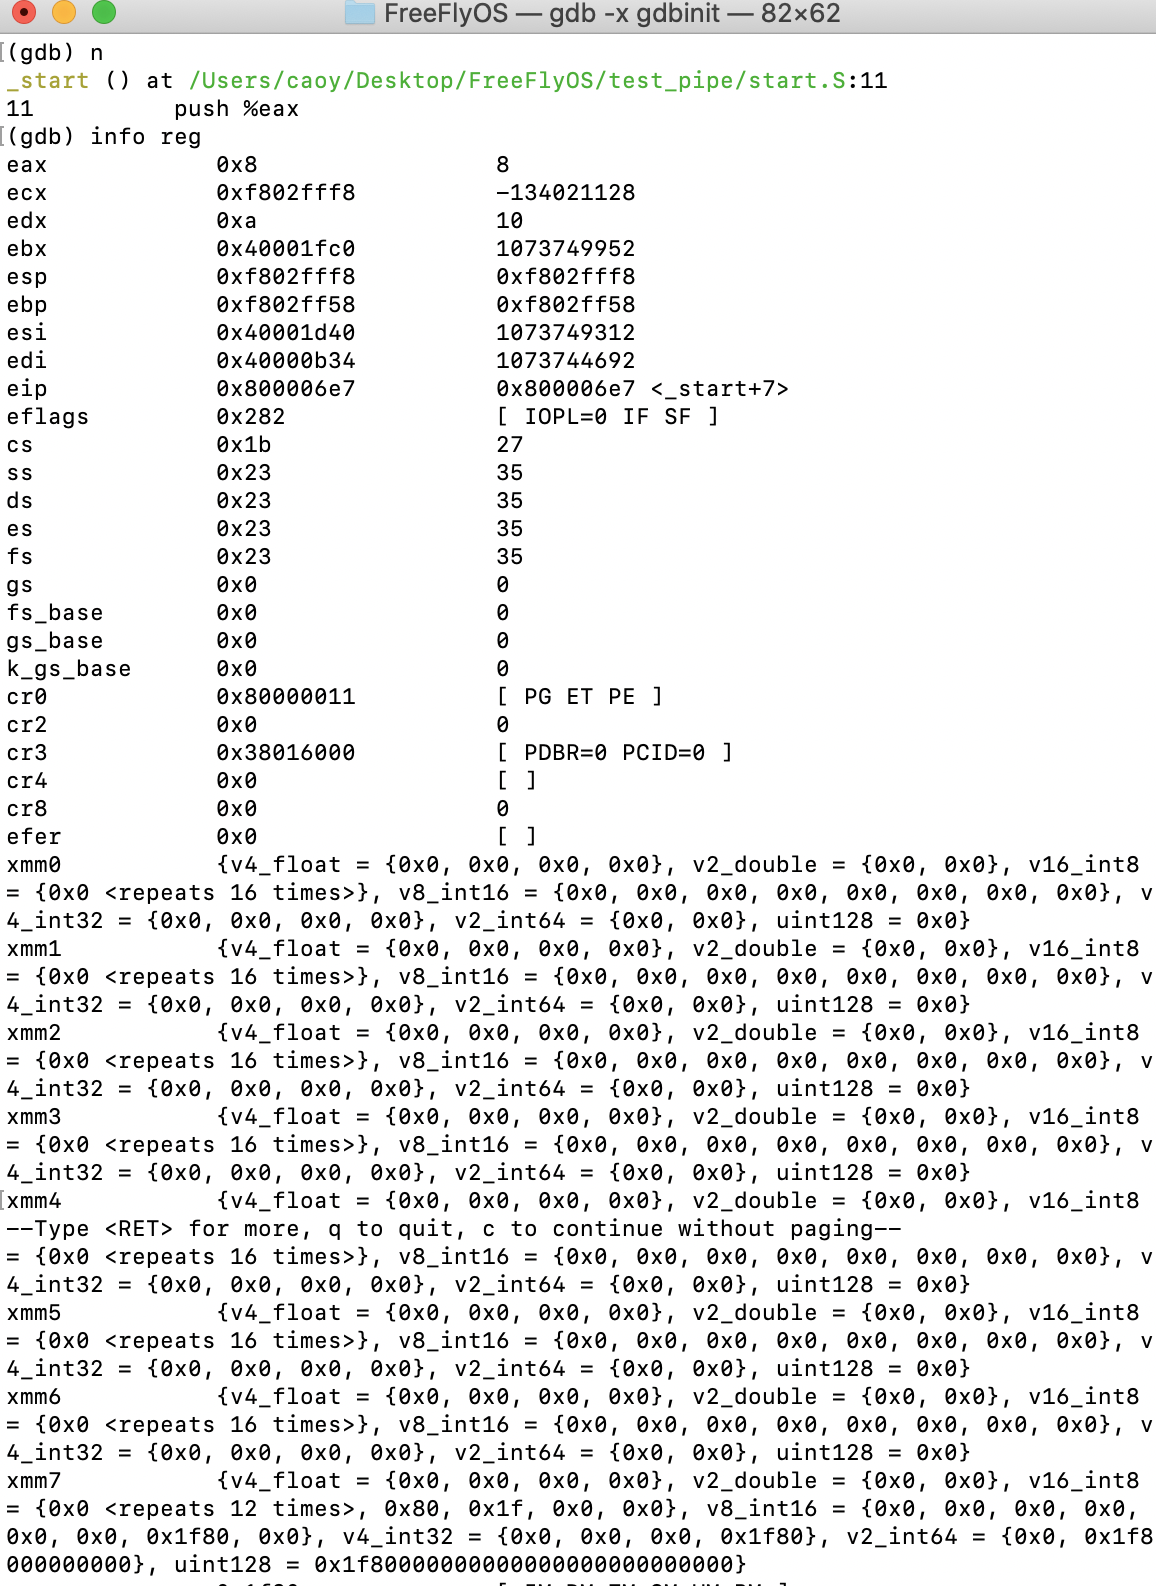 FreeFlyOS — gdb -x gdbinit — 82×62
(gdb) n
_start () at /Users/caoy/Desktop/FreeFlyOS/test_pipe/start.S:11
11 push %eax
(gdb) info reg
eax 0x8 8
ecx 0xf802fff8 -134021128
edx 0xa 10
ebx 0x40001fc0 1073749952
esp 0xf802fff8 0xf802fff8
ebp 0xf802ff58 0xf802ff58
esi 0x40001d40 1073749312
edi 0x40000b34 1073744692
eip 0x800006e7 0x800006e7 <_start+7>
eflags 0x282 [ IOPL=0 IF SF ]
cs 0x1b 27
ss 0x23 35
ds 0x23 35
es 0x23 35
fs 0x23 35
gs 0x0 0
fs_base 0x0 0
gs_base 0x0 0
k_gs_base 0x0 0
cr0 0x80000011 [ PG ET PE ]
cr2 0x0 0
cr3 0x38016000 [ PDBR=0 PCID=0 ]
cr4 0x0 [ ]
cr8 0x0 0
efer 0x0 [ ]
xmm0 {v4_float = {0x0, 0x0, 0x0, 0x0}, v2_double = {0x0, 0x0}, v16_int8
= {0x0 <repeats 16 times>}, v8_int16 = {0x0, 0x0, 0x0, 0x0, 0x0, 0x0, 0x0, 0x0}, v
4_int32 = {0x0, 0x0, 0x0, 0x0}, v2_int64 = {0x0, 0x0}, uint128 = 0x0}
xmm1 {v4_float = {0x0, 0x0, 0x0, 0x0}, v2_double = {0x0, 0x0}, v16_int8
= {0x0 <repeats 16 times>}, v8_int16 = {0x0, 0x0, 0x0, 0x0, 0x0, 0x0, 0x0, 0x0}, v
4_int32 = {0x0, 0x0, 0x0, 0x0}, v2_int64 = {0x0, 0x0}, uint128 = 0x0}
xmm2 {v4_float = {0x0, 0x0, 0x0, 0x0}, v2_double = {0x0, 0x0}, v16_int8
= {0x0 <repeats 16 times>}, v8_int16 = {0x0, 0x0, 0x0, 0x0, 0x0, 0x0, 0x0, 0x0}, v
4_int32 = {0x0, 0x0, 0x0, 0x0}, v2_int64 = {0x0, 0x0}, uint128 = 0x0}
xmm3 {v4_float = {0x0, 0x0, 0x0, 0x0}, v2_double = {0x0, 0x0}, v16_int8
= {0x0 <repeats 16 times>}, v8_int16 = {0x0, 0x0, 0x0, 0x0, 0x0, 0x0, 0x0, 0x0}, v
4_int32 = {0x0, 0x0, 0x0, 0x0}, v2_int64 = {0x0, 0x0}, uint128 = 0x0}
xmm4 {v4_float = {0x0, 0x0, 0x0, 0x0}, v2_double = {0x0, 0x0}, v16_int8
--Type <RET> for more, q to quit, c to continue without paging--
= {0x0 <repeats 16 times>}, v8_int16 = {0x0, 0x0, 0x0, 0x0, 0x0, 0x0, 0x0, 0x0}, v
4_int32 = {0x0, 0x0, 0x0, 0x0}, v2_int64 = {0x0, 0x0}, uint128 = 0x0}
xmm5 {v4_float = {0x0, 0x0, 0x0, 0x0}, v2_double = {0x0, 0x0}, v16_int8
= {0x0 <repeats 16 times>}, v8_int16 = {0x0, 0x0, 0x0, 0x0, 0x0, 0x0, 0x0, 0x0}, v
4_int32 = {0x0, 0x0, 0x0, 0x0}, v2_int64 = {0x0, 0x0}, uint128 = 0x0}
xmm6 {v4_float = {0x0, 0x0, 0x0, 0x0}, v2_double = {0x0, 0x0}, v16_int8
= {0x0 <repeats 16 times>}, v8_int16 = {0x0, 0x0, 0x0, 0x0, 0x0, 0x0, 0x0, 0x0}, v
4_int32 = {0x0, 0x0, 0x0, 0x0}, v2_int64 = {0x0, 0x0}, uint128 = 0x0}
xmm7 {v4_float = {0x0, 0x0, 0x0, 0x0}, v2_double = {0x0, 0x0}, v16_int8
= {0x0 <repeats 12 times>, 0x80, 0x1f, 0x0, 0x0}, v8_int16 = {0x0, 0x0, 0x0, 0x0,
0x0, 0x0, 0x1f80, 0x0}, v4_int32 = {0x0, 0x0, 0x0, 0x1f80}, v2_int64 = {0x0, 0x1f8
000000000}, uint128 = 0x1f80000000000000000000000000}